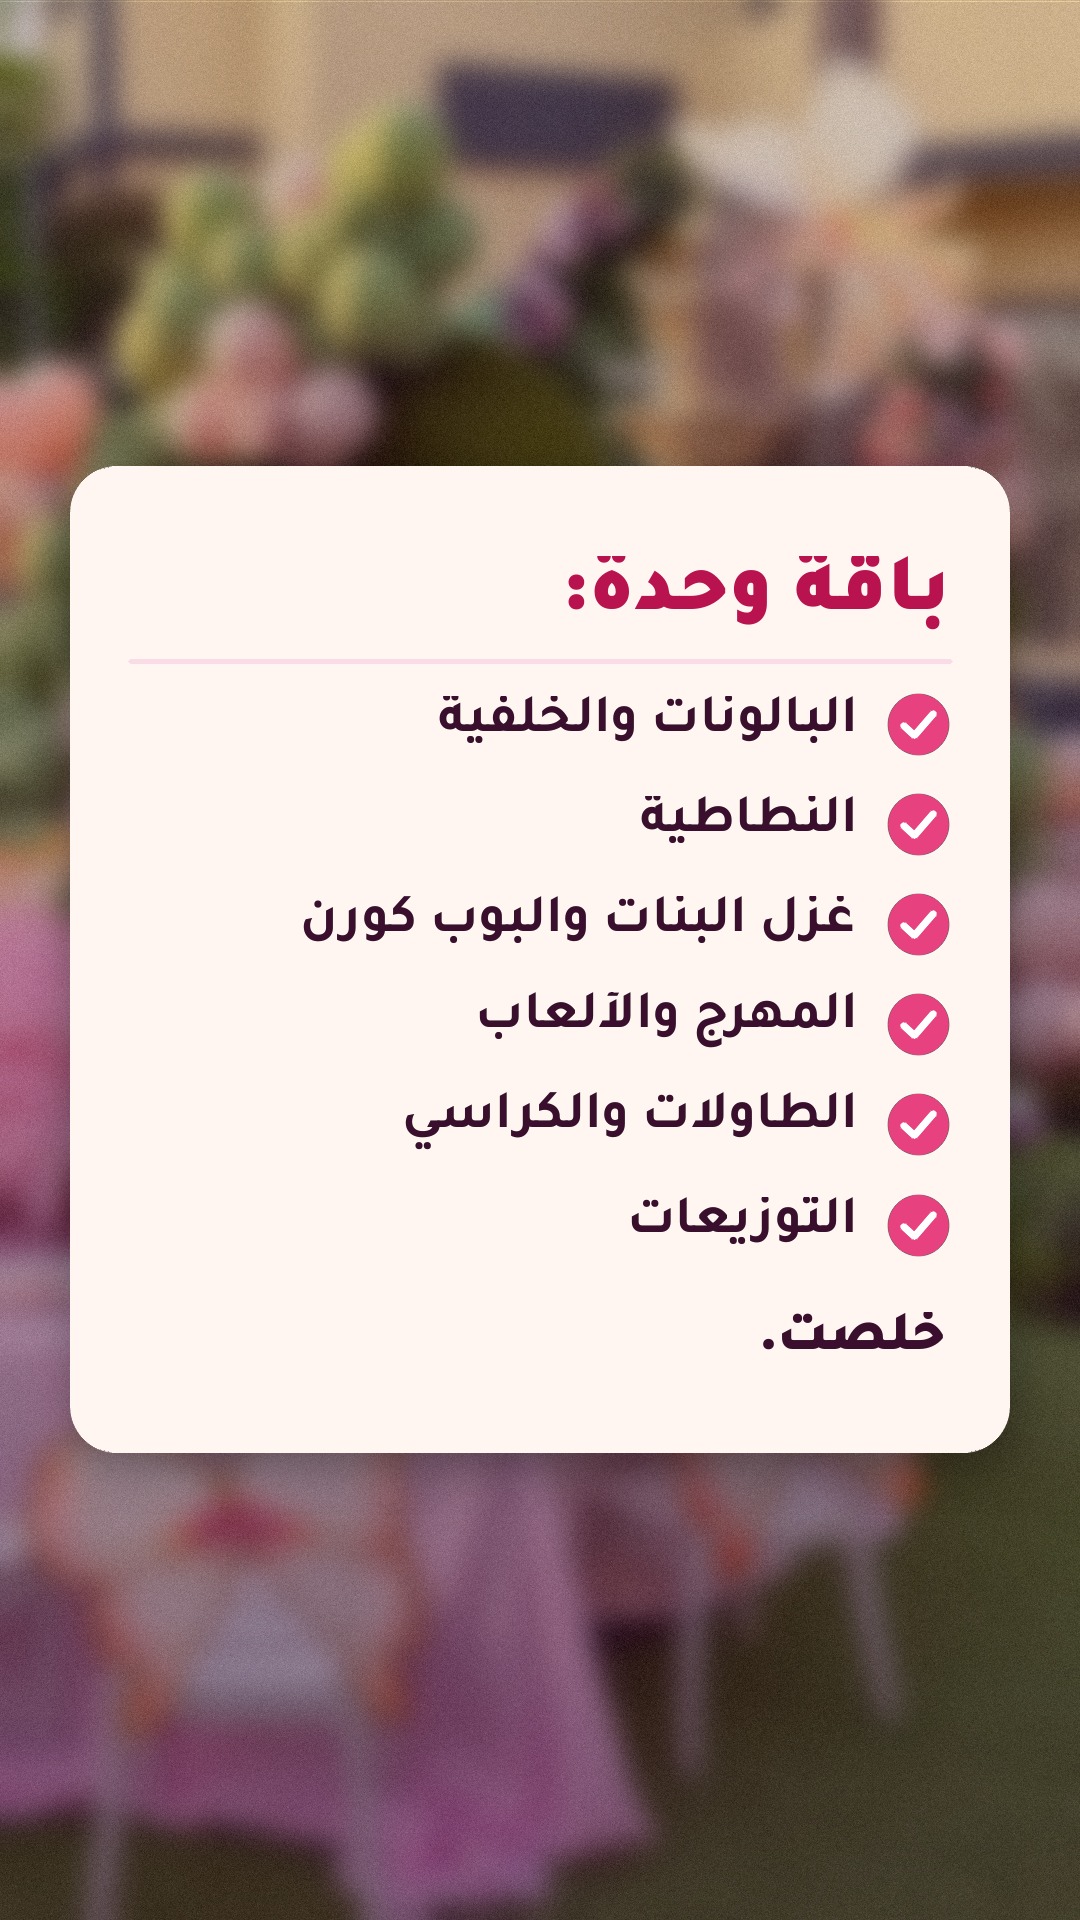 باقة وحدة:
البالونات والخلفية
النطاطية
غزل البنات والبوب كورن
المهرج والآلعاب
الطاولات والكراسي
التوزيعات
خلصت.